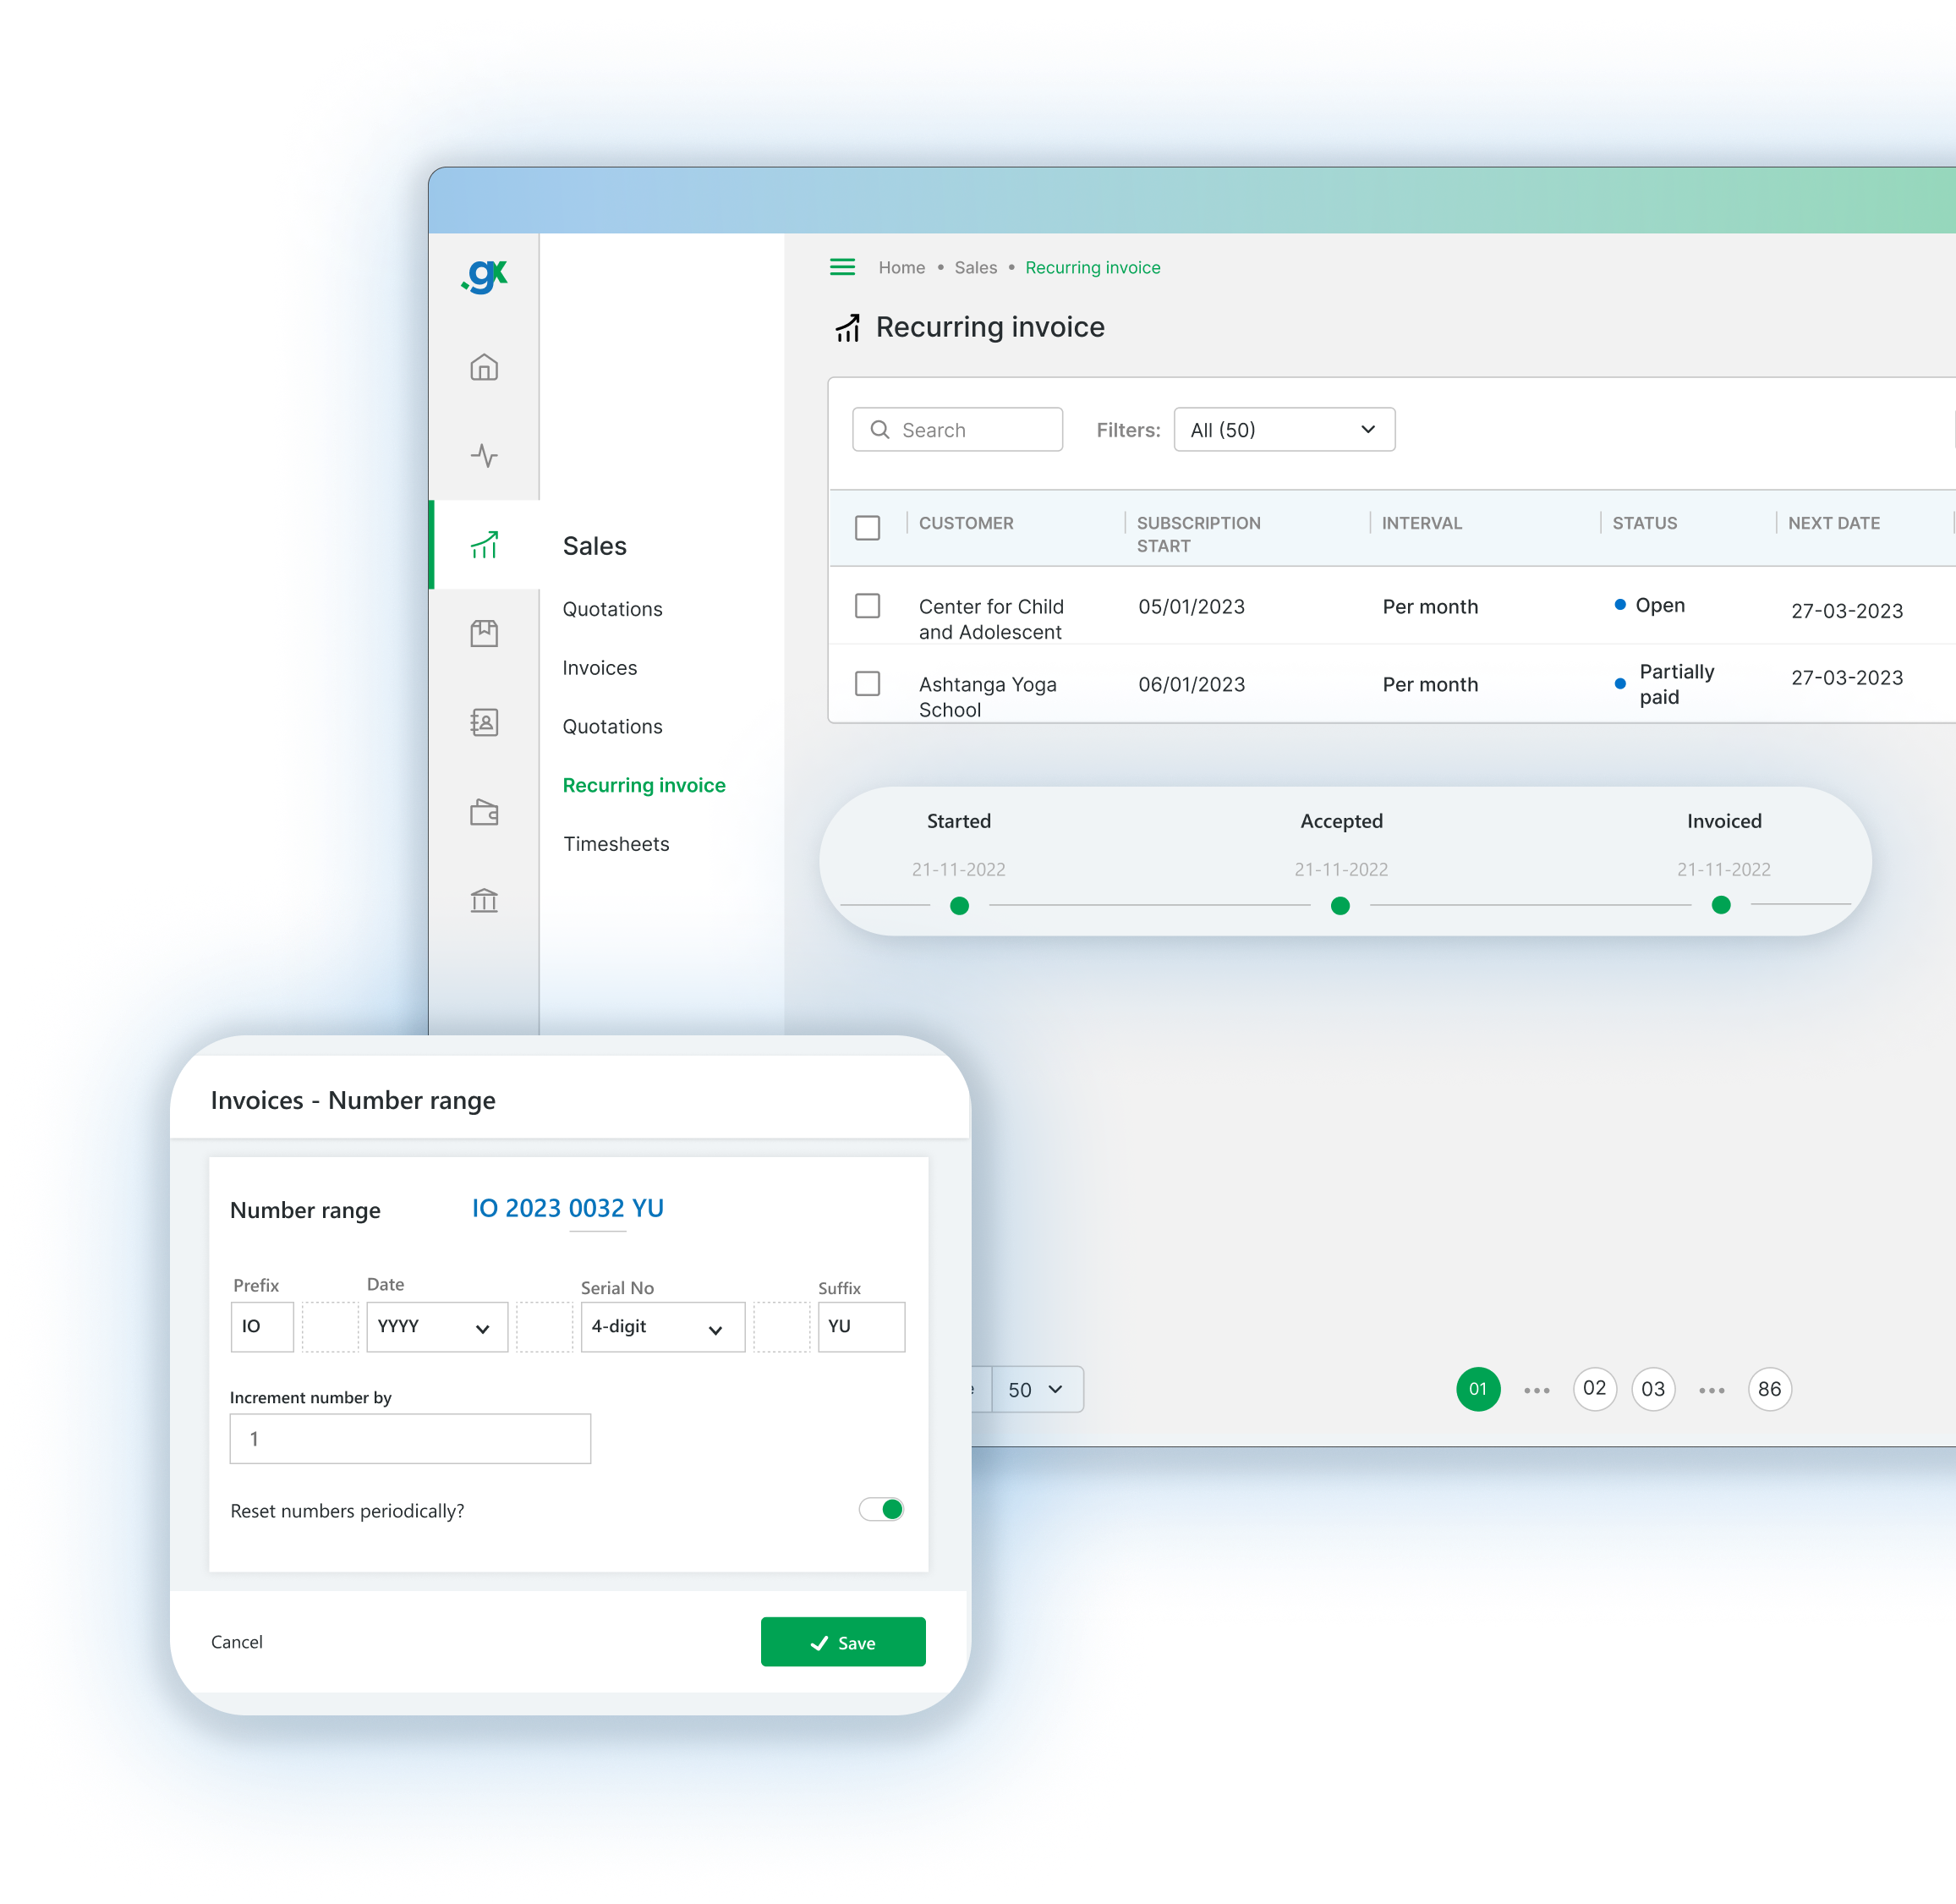 .gx
Home • Sales • Recurring invoice
Recurring invoice
Search
Filters:
All (50)
CUSTOMER
SUBSCRIPTION
START
INTERVAL
STATUS
NEXT DATE
Center for Child
and Adolescent
05/01/2023
Per month
Open
27-03-2023
Ashtanga Yoga
School
06/01/2023
Per month
Partially
paid
27-03-2023
Sales
Quotations
Invoices
Quotations
Recurring invoice
Timesheets
Started
Accepted
Invoiced
21-11-2022
21-11-2022
21-11-2022
Invoices - Number range
Number range
IO 2023 0032 YU
Prefix
Date
Serial No
Suffix
IO
YYYY
4-digit
YU
Increment number by
1
Reset numbers periodically?
Cancel
Save
50
01
•••
02
03
•••
86